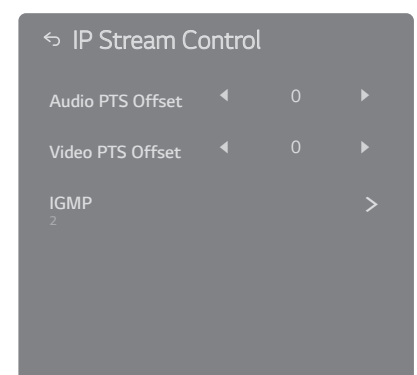 IP Stream Control
Audio PTS Offset 0
Video PTS Offset 0
IGMP
2